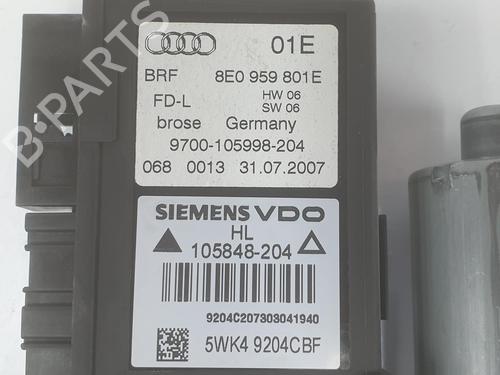 01E
BRF 8E0 959 801E
FD-L HW 06
SW 06
brose Germany
9700-105998-204
068 0013 31.07.2007
SIEMENS VDO
HL
105848-204
9204C207303041940
5WK4 9204CBF
B-PARTS